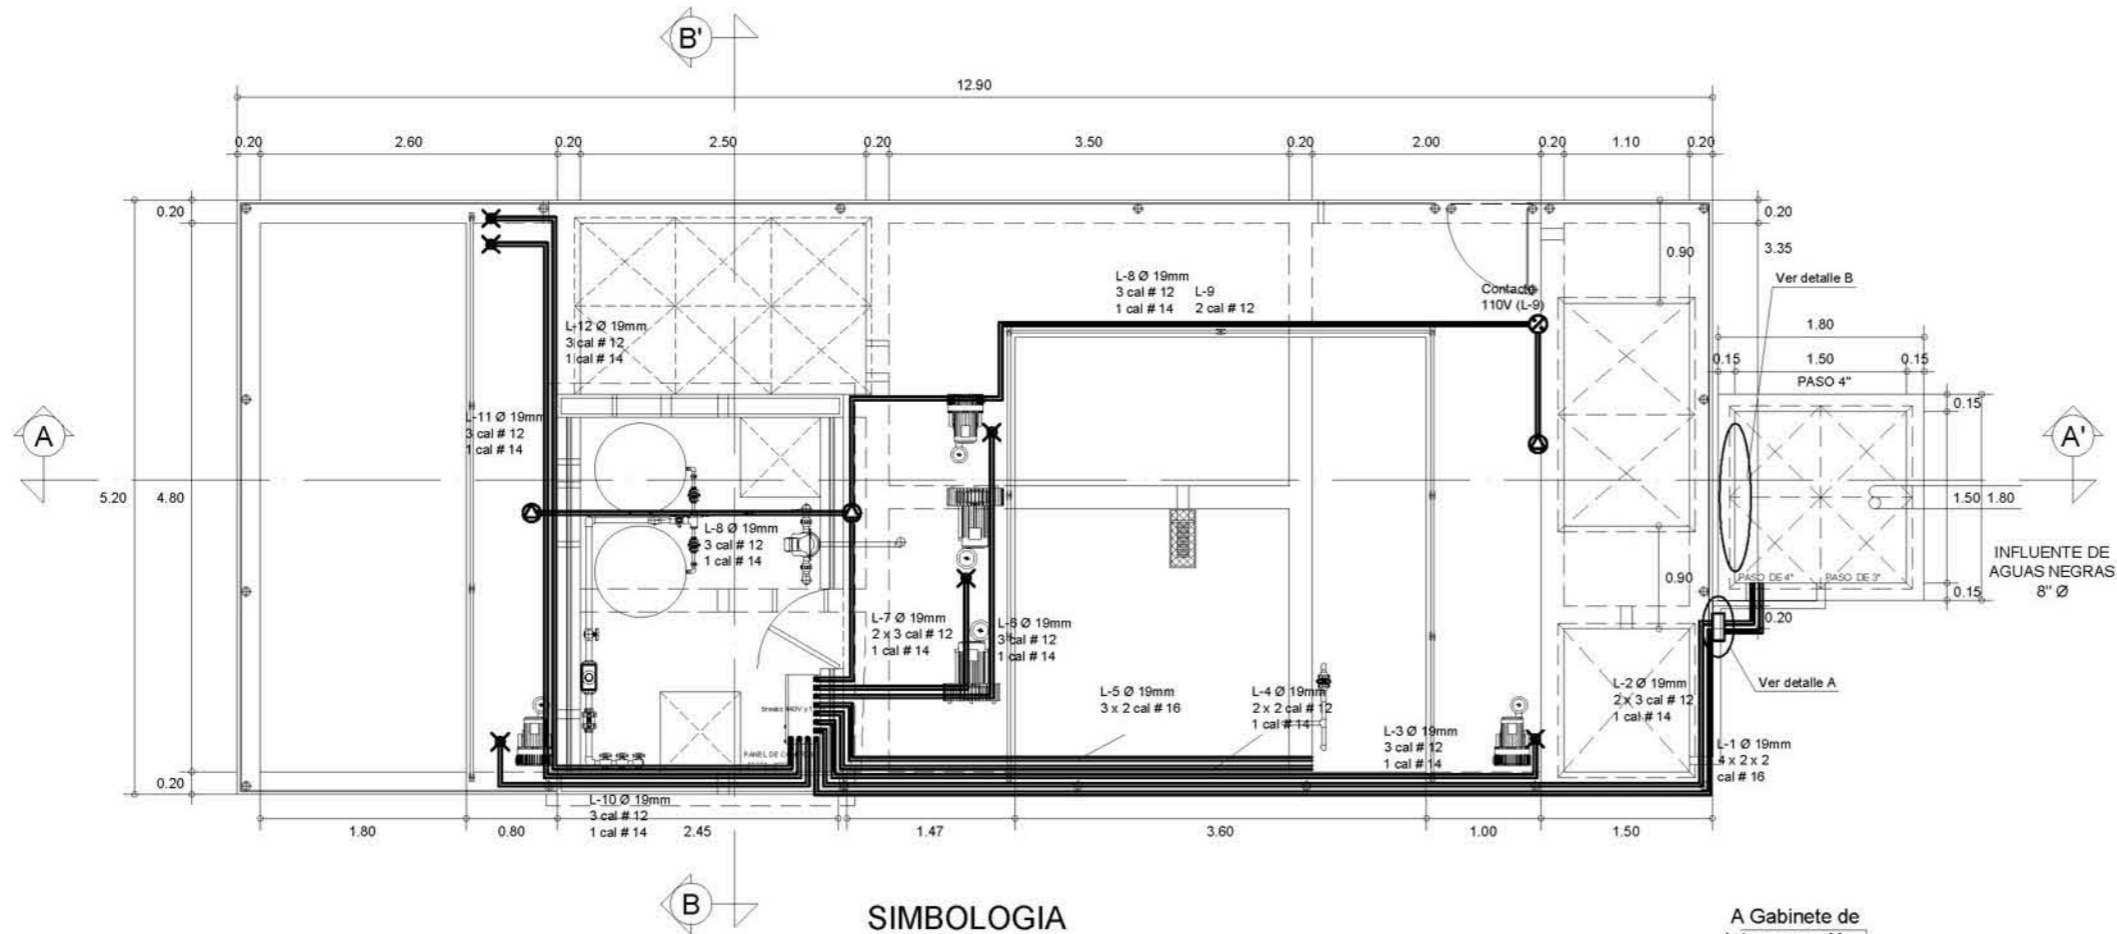 B'
12.90
0.20
2.60
0.20
2.50
0.20
3.50
0.20
2.00
0.20
1.10
0.20
0.20
0.20
3.35
0.90
Ver detalle B
L-8 Ø 19mm
3 cal # 12
1 cal # 14
L-9
2 cal # 12
Contacto
110V (L-9)
1.80
0.15
1.50
0.15
PASO 4"
L-12 Ø 19mm
3 cal # 12
1 cal # 14
L-11 Ø 19mm
3 cal # 12
1 cal # 14
0.15
A
A'
5.20
4.80
1.50
1.80
L-8 Ø 19mm
3 cal # 12
1 cal # 14
INFLUENTE DE
AGUAS NEGRAS
8" Ø
PASO DE 4"
PASO DE 3"
0.90
0.15
0.20
L-7 Ø 19mm
2 x 3 cal # 12
1 cal # 14
L-6 Ø 19mm
3 cal # 12
1 cal # 14
Ver detalle A
L-5 Ø 19mm
3 x 2 cal # 16
L-4 Ø 19mm
2 x 2 cal # 12
1 cal # 14
L-2 Ø 19mm
2 x 3 cal # 12
1 cal # 14
L-3 Ø 19mm
3 cal # 12
1 cal # 14
L-1 Ø 19mm
4 x 2 x 2
cal # 16
PANEL DE
0.20
L-10 Ø 19mm
3 cal # 12
1 cal # 14
1.80
0.80
2.45
1.47
3.60
1.00
1.50
B
SIMBOLOGIA
A Gabinete de